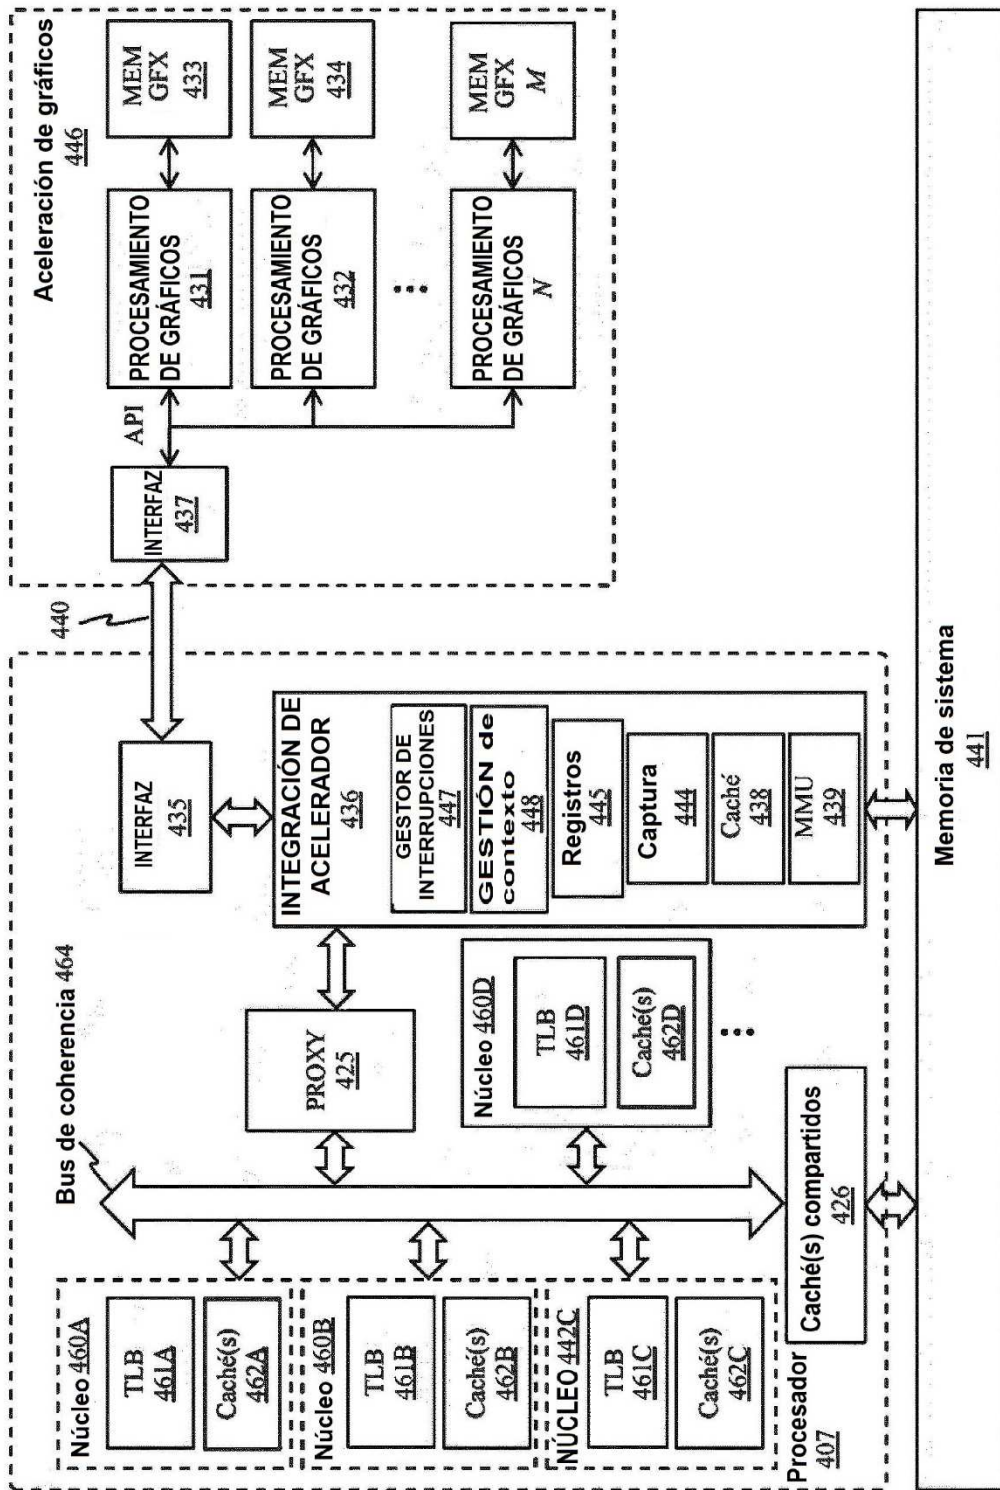 Procesador
407
Núcleo 460A
TLB
461A
Caché(s)
462A
Núcleo 460B
TLB
461B
Caché(s)
462B
NÚCLEO 442C
TLB
461C
Caché(s)
462C
Bus de coherencia 464
Caché(s) compartidos
426
PROXY
425
Núcleo 460D
TLB
461D
Caché(s)
462D
...
INTERFAZ
435
INTEGRACIÓN DE
ACELERADOR
436
GESTOR DE
INTERRUPCIONES
447
GESTIÓN de
contexto
448
Registros
445
Captura
444
Caché
438
MMU
439
440
Aceleración de gráficos
446
INTERFAZ
437
API
PROCESAMIENTO
DE GRÁFICOS
431
MEM
GFX
433
PROCESAMIENTO
DE GRÁFICOS
432
MEM
GFX
434
...
PROCESAMIENTO
DE GRÁFICOS
N
MEM
GFX
M
Memoria de sistema
441